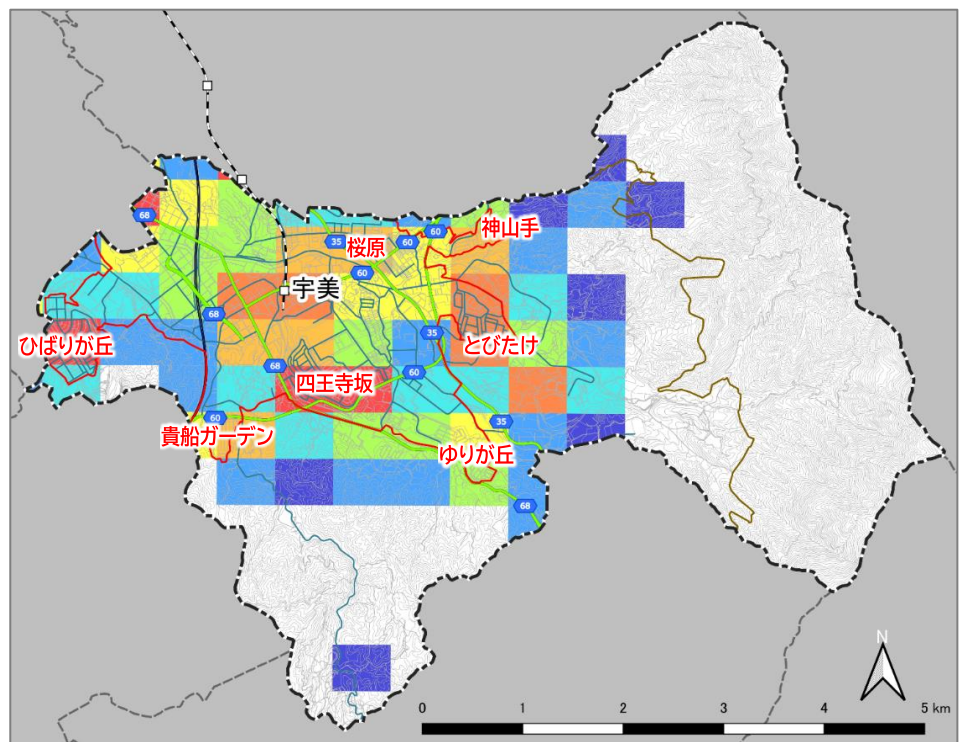 68
60
神山手
35
桜原
60
60
宇美
68
35
とびたけ
ひばりが丘
68
四王寺坂
60
60
貴船ガーデン
35
ゆりが丘
68
N
0 1 2 3 4 5 km